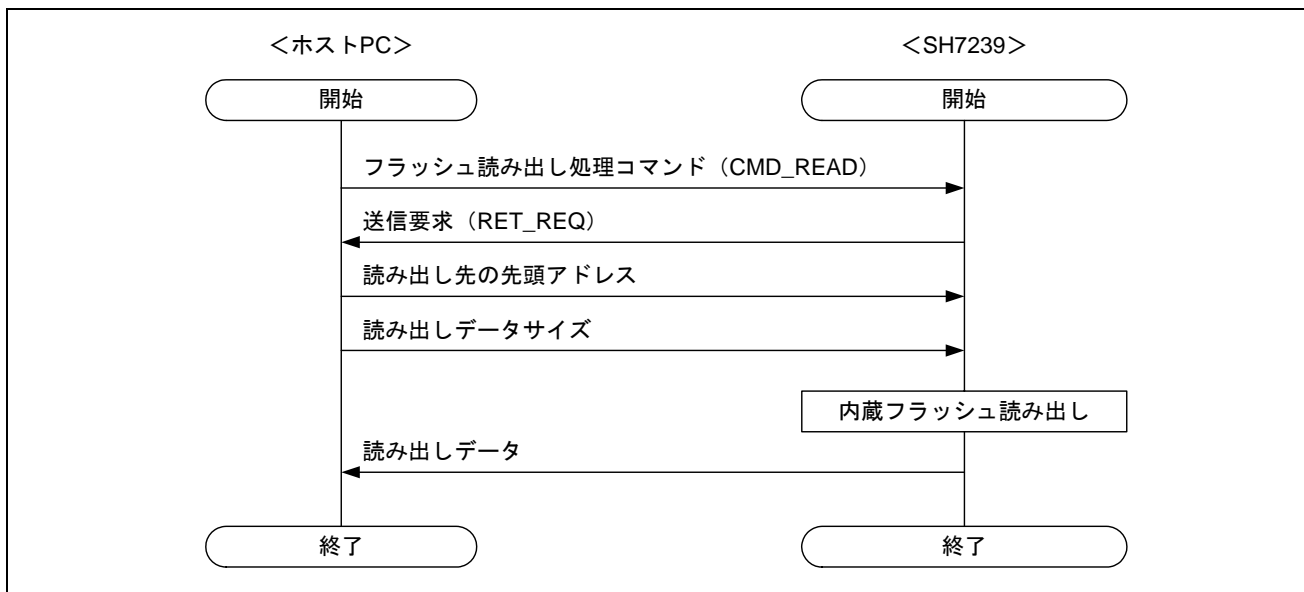 ＜ホストPC＞
＜SH7239＞
開始
開始
フラッシュ読み出し処理コマンド（CMD_READ）
送信要求（RET_REQ）
読み出し先の先頭アドレス
読み出しデータサイズ
内蔵フラッシュ読み出し
読み出しデータ
終了
終了